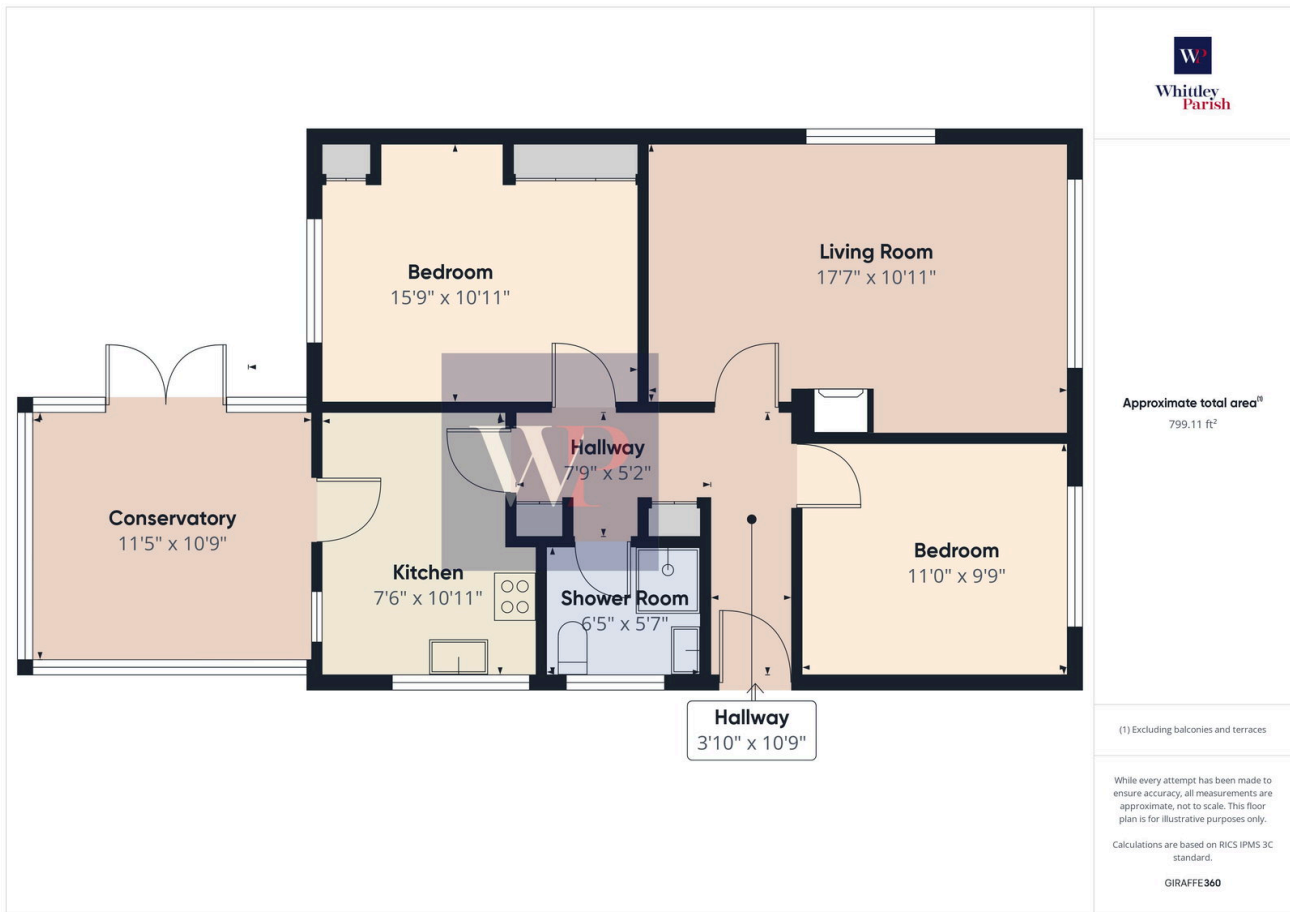 WP
Whittley
Parish
Living Room
17'7" x 10'11"
Bedroom
15'9" x 10'11"
Approximate total area(1)
799.11 ft²
WP
Hallway
7'9" x 5'2"
Conservatory
11'5" x 10'9"
Bedroom
11'0" x 9'9"
Kitchen
7'6" x 10'11"
Shower Room
6'5" x 5'7"
Hallway
3'10" x 10'9"
(1) Excluding balconies and terraces
While every attempt has been made to
ensure accuracy, all measurements are
approximate, not to scale. This floor
plan is for illustrative purposes only.
Calculations are based on RICS IPMS 3C
standard.
GIRAFFE360